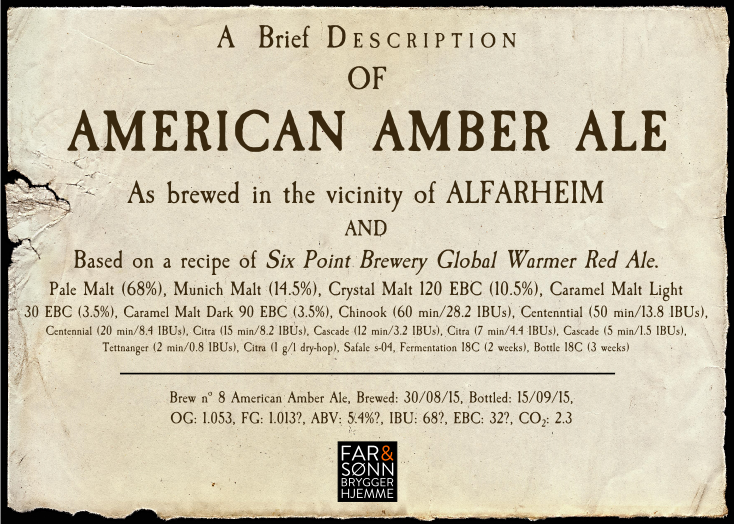 A Brief DESCRIPTION
OF
AMERICAN AMBER ALE
As brewed in the vicinity of ALFARHEIM
AND
Based on a recipe of Six Point Brewery Global Warmer Red Ale.
Pale Malt (68%), Munich Malt (14.5%), Crystal Malt 120 EBC (10.5%), Caramel Malt Light
30 EBC (3.5%), Caramel Malt Dark 90 EBC (3.5%), Chinook (60 min/28.2 IBUs), Centenntial (50 min/13.8 IBUs),
Centennial (20 min/8.4 IBUs), Citra (15 min/8.2 IBUs), Cascade (12 min/3.2 IBUs), Citra (7 min/4.4 IBUs), Cascade (5 min/1.5 IBUs),
Tettnanger (2 min/0.8 IBUs), Citra (1 g/l dry-hop), Safale s-04, Fermentation 18C (2 weeks), Bottle 18C (3 weeks)
Brew n° 8 American Amber Ale, Brewed: 30/08/15, Bottled: 15/09/15,
OG: 1.053, FG: 1.013?, ABV: 5.4%?, IBU: 68?, EBC: 32?, CO₂: 2.3
FAR&
SØNN
BRYGGER
HJEMME